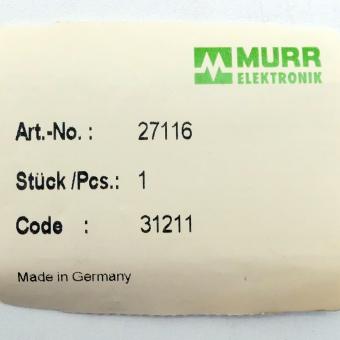 MURR
ELEKTRONIK
Art.-No. : 27116
Stück /Pcs.: 1
Code : 31211
Made in Germany